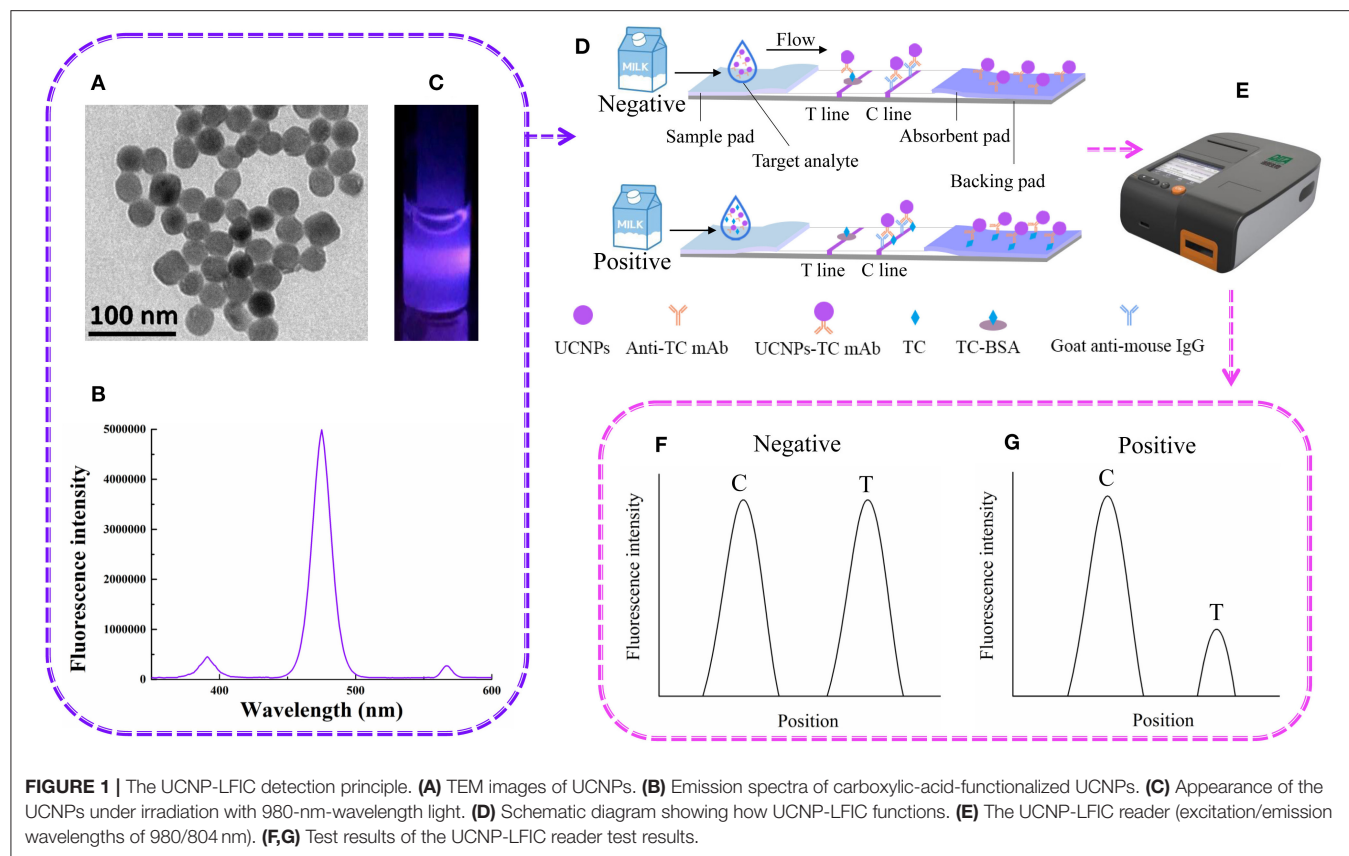 A
C
100 nm
B
5000000
4000000
3000000
2000000
1000000
0
Fluorescence intensity
400
500
600
Wavelength (nm)
D
MILK
Negative
Flow
T line
C line
Sample pad
Target analyte
Absorbent pad
Backing pad
MILK
Positive
T line
C line
UCNPs
Anti-TC mAb
UCNPs-TC mAb
TC
TC-BSA
Goat anti-mouse IgG
E
F
Negative
C
T
Fluorescence intensity
Position
G
Positive
C
T
Fluorescence intensity
Position
FIGURE 1 | The UCNP-LFIC detection principle. (A) TEM images of UCNPs. (B) Emission spectra of carboxylic-acid-functionalized UCNPs. (C) Appearance of the
UCNPs under irradiation with 980-nm-wavelength light. (D) Schematic diagram showing how UCNP-LFIC functions. (E) The UCNP-LFIC reader (excitation/emission
wavelengths of 980/804 nm). (F,G) Test results of the UCNP-LFIC reader test results.